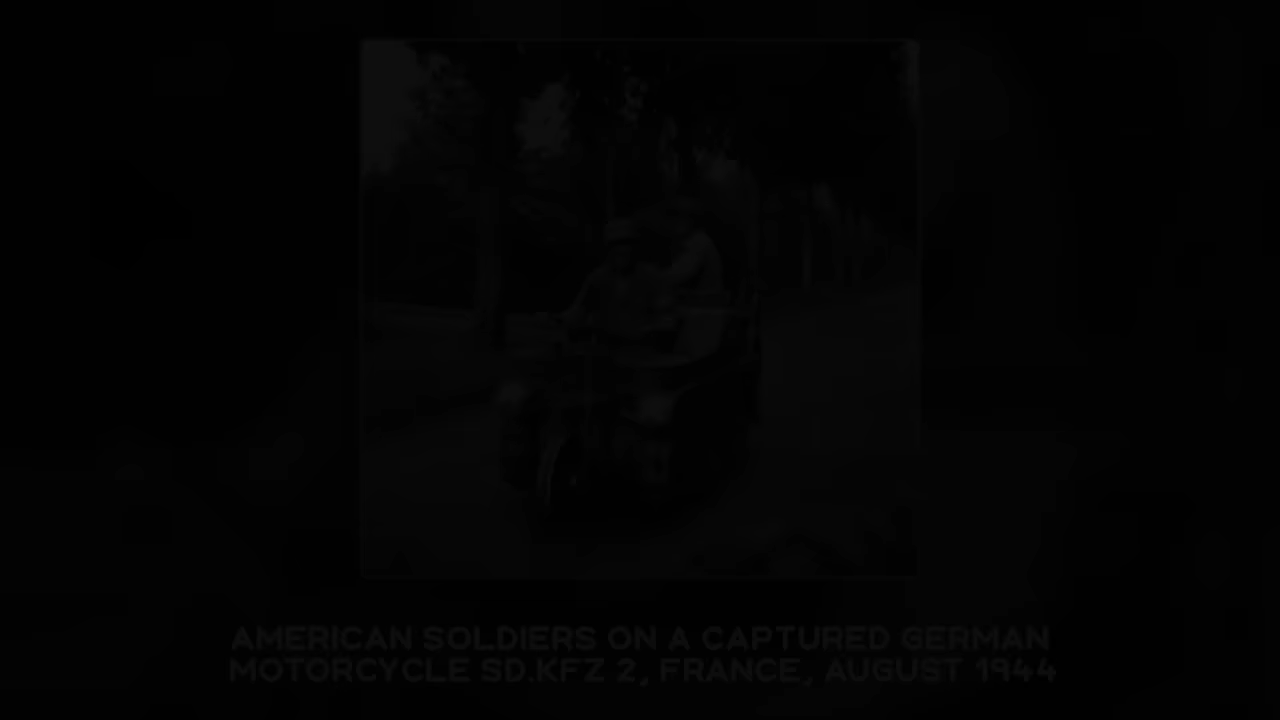 AMERICAN SOLDIERS ON A CAPTURED GERMAN
MOTORCYCLE SD.KFZ 2, FRANCE, AUGUST 1944